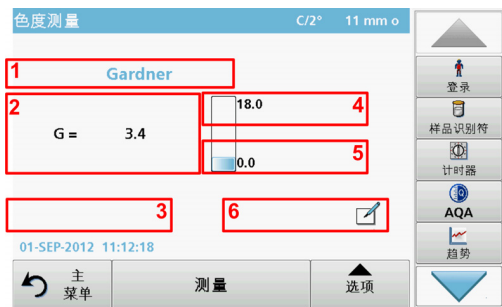 色度测量 C/2° 11 mm o
1 Gardner
2
G = 3.4
18.0 4
5
0.0
3
6
01-SEP-2012 11:12:18
主菜单
测量
选项
登录
样品识别符
计时器
AQA
趋势